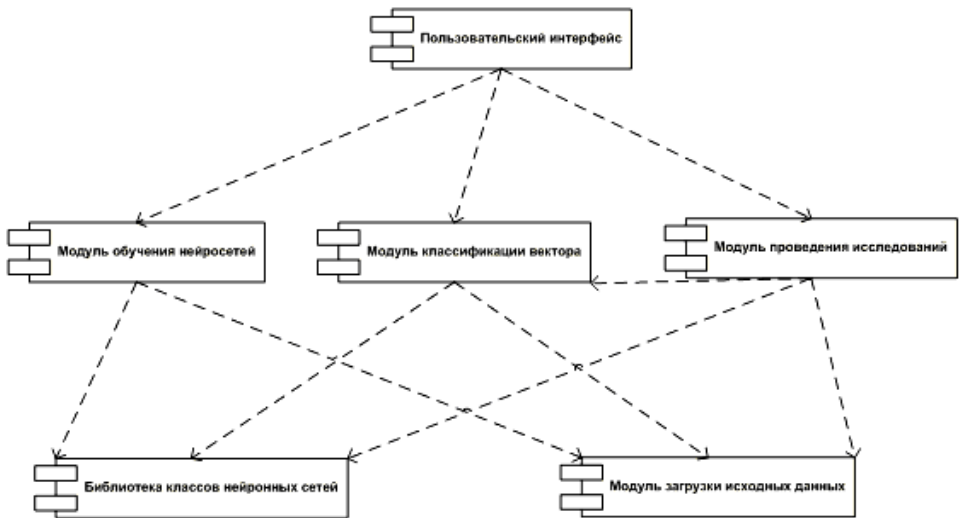 Пользовательский интерфейс
Модуль обучения нейросетей
Модуль классификации вектора
Модуль проведения исследований
Библиотека классов нейронных сетей
Модуль загрузки исходных данных